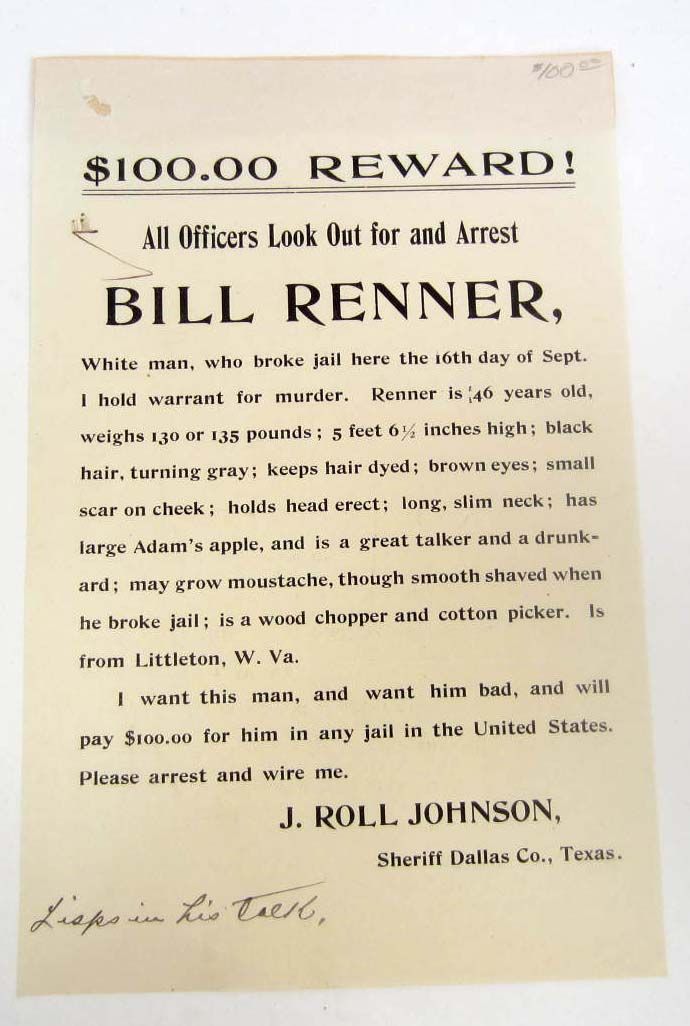 $100.00
$100.00 REWARD!
All Officers Look Out for and Arrest
BILL RENNER,
White man, who broke jail here the 16th day of Sept.
I hold warrant for murder. Renner is 46 years old,
weighs 130 or 135 pounds; 5 feet 6½ inches high; black
hair, turning gray; keeps hair dyed; brown eyes; small
scar on cheek; holds head erect; long, slim neck; has
large Adam's apple, and is a great talker and a drunk-
ard; may grow moustache, though smooth shaved when
he broke jail; is a wood chopper and cotton picker. Is
from Littleton, W. Va.
I want this man, and want him bad, and will
pay $100.00 for him in any jail in the United States.
Please arrest and wire me.
J. ROLL JOHNSON,
Sheriff Dallas Co., Texas.
Lisps in his Talk.